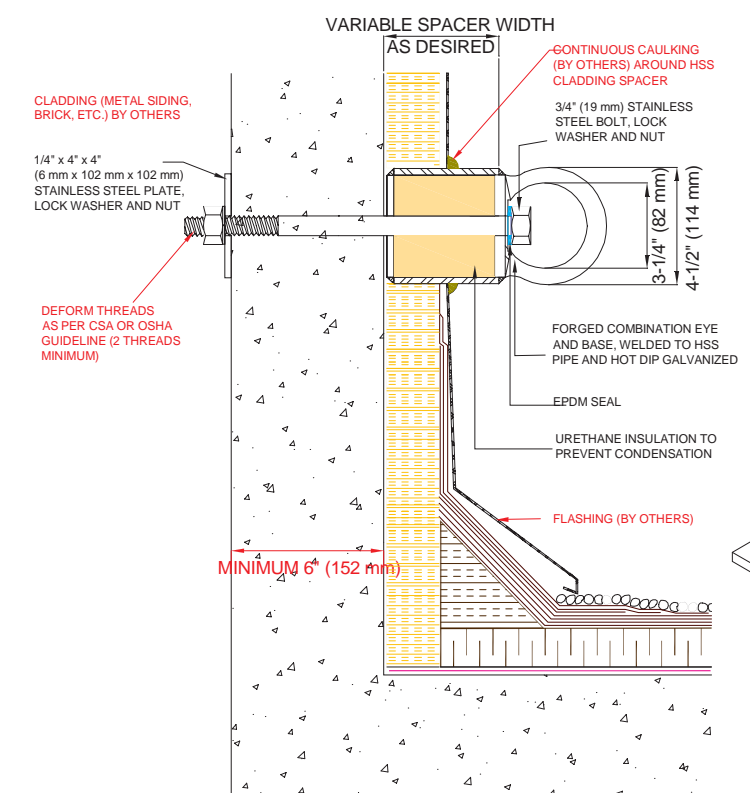 VARIABLE SPACER WIDTH
AS DESIRED
CONTINUOUS CAULKING
(BY OTHERS) AROUND HSS
CLADDING SPACER
CLADDING (METAL SIDING,
BRICK, ETC.) BY OTHERS
3/4" (19 mm) STAINLESS
STEEL BOLT, LOCK
WASHER AND NUT
1/4" x 4" x 4"
(6 mm x 102 mm x 102 mm)
STAINLESS STEEL PLATE,
LOCK WASHER AND NUT
3-1/4" (82 mm)
4-1/2" (114 mm)
DEFORM THREADS
AS PER CSA OR OSHA
GUIDELINE (2 THREADS
MINIMUM)
FORGED COMBINATION EYE
AND BASE, WELDED TO HSS
PIPE AND HOT DIP GALVANIZED
EPDM SEAL
URETHANE INSULATION TO
PREVENT CONDENSATION
FLASHING (BY OTHERS)
MINIMUM 6" (152 mm)